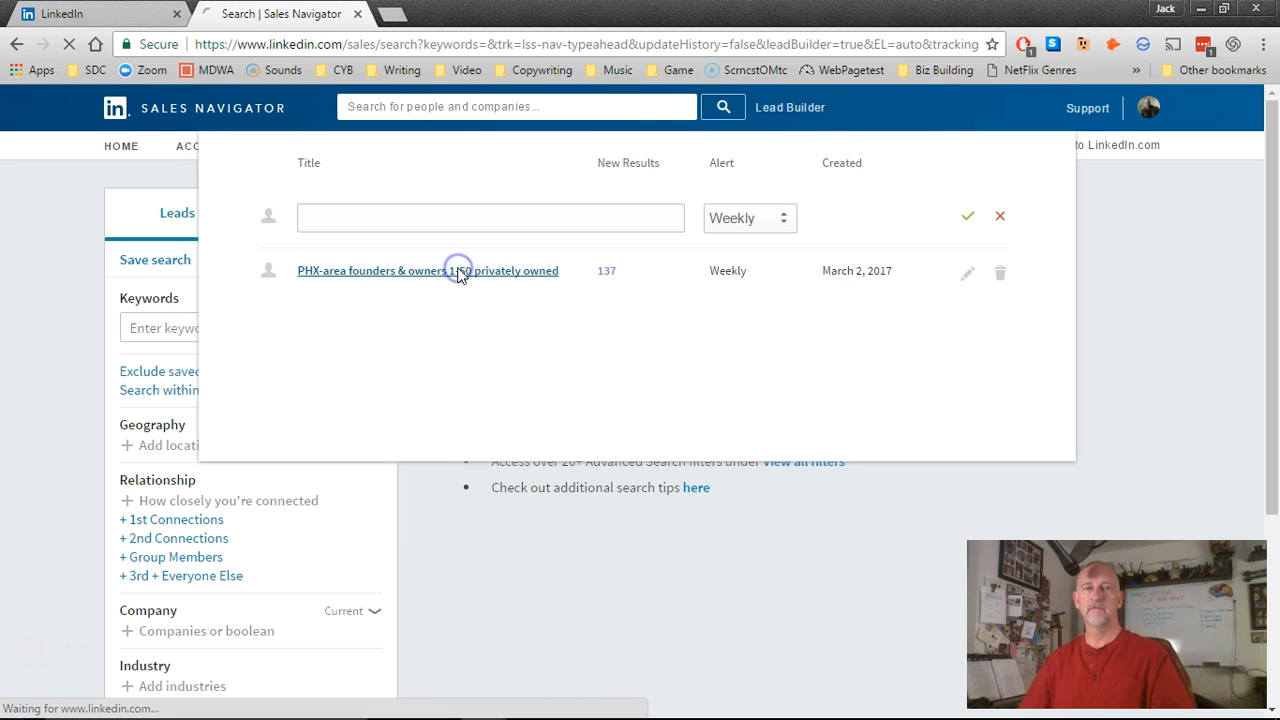 LinkedIn
Search | Sales Navigator
Jack
Secure
https://www.linkedin.com/sales/search?keywords=&trk=lss-nav-typeahead&updateHistory=false&leadBuilder=true&EL=auto&tracking
Apps SDC Zoom MDWA Sounds CYB Writing Video Copywriting Music Game ScrncstOMtc WebPagetest Biz Building NetFlix Genres » Other bookmarks
in SALES NAVIGATOR
Search for people and companies...
Lead Builder
Support
HOME
ACC
to LinkedIn.com
Title New Results Alert Created
Weekly
PHX-area founders & owners 1-50 privately owned 137 Weekly March 2, 2017
Leads
Save search
Keywords
Enter keywo
Exclude saved
Search within
Geography
+ Add locati
Relationship
+ How closely you're connected
+ 1st Connections
+ 2nd Connections
+ Group Members
+ 3rd + Everyone Else
Company Current
+ Companies or boolean
Industry
+ Add industries
Access over 20+ Advanced Search filters under View all filters
• Check out additional search tips here
Waiting for www.linkedin.com...